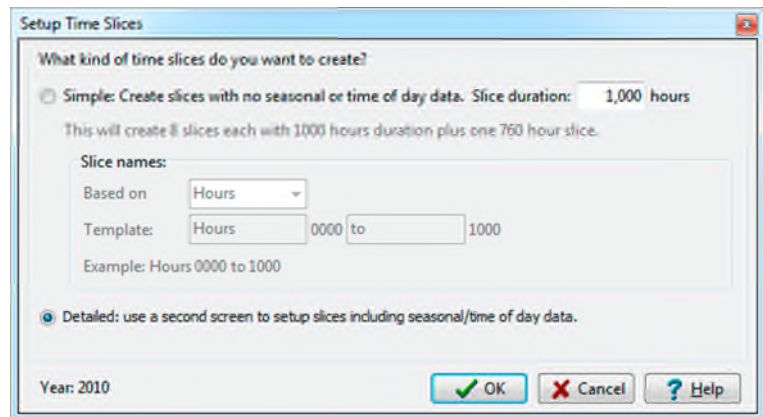 Setup Time Slices
What kind of time slices do you want to create?
Simple: Create slices with no seasonal or time of day data. Slice duration: 1,000 hours
This will create 8 slices each with 1000 hours duration plus one 760 hour slice.
Slice names:
Based on Hours
Template: Hours 0000 to 1000
Example: Hours 0000 to 1000
Detailed: use a second screen to setup slices including seasonal/time of day data.
Year: 2010 OK Cancel ? Help